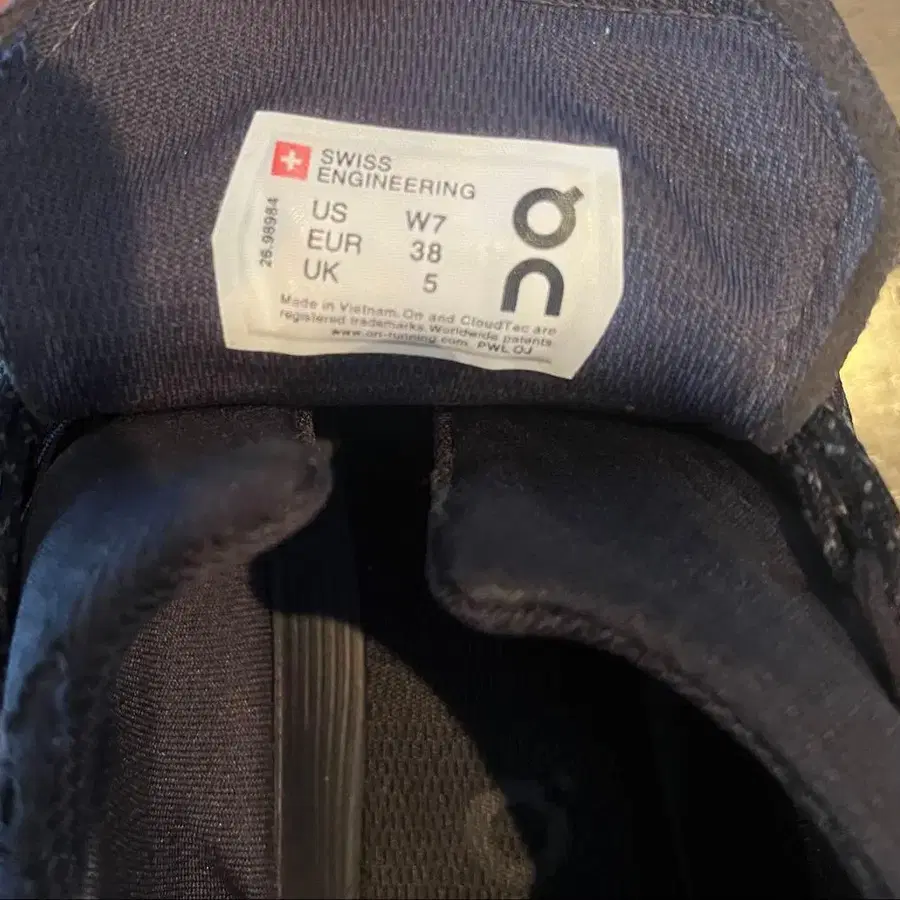 SWISS
ENGINEERING
26.98984
US W7
EUR 38
UK 5
On
Made in Vietnam. On and CloudTec are
registered trademarks. Worldwide patents
www.on-running.com PWL OJ